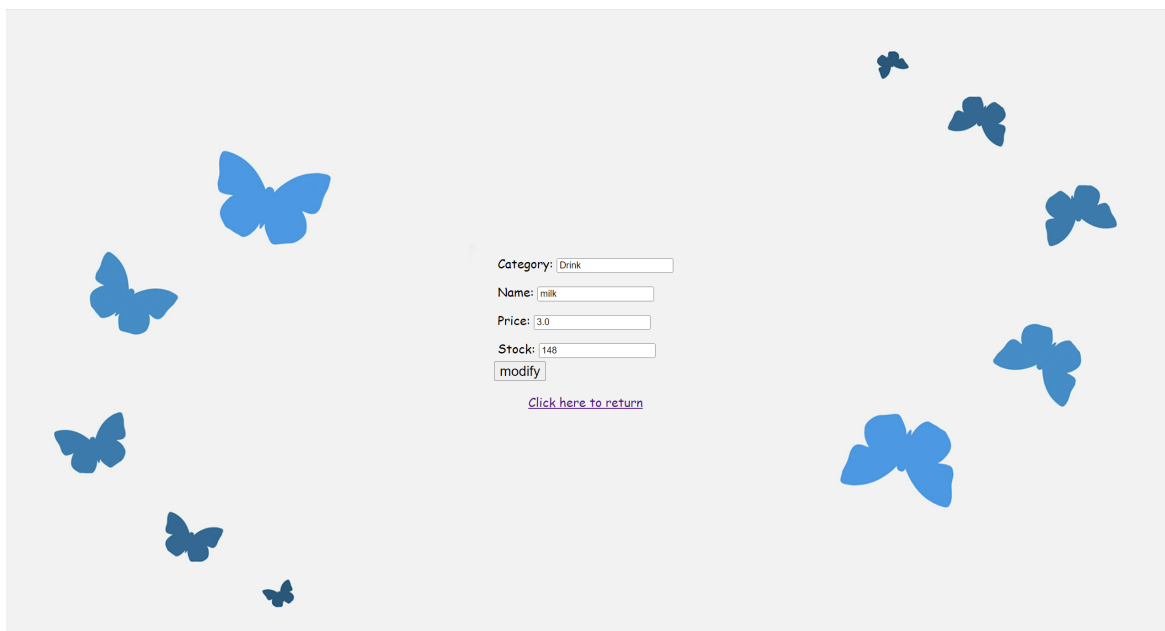 Category: Drink
Name: milk
Price: 3.0
Stock: 148
modify
Click here to return